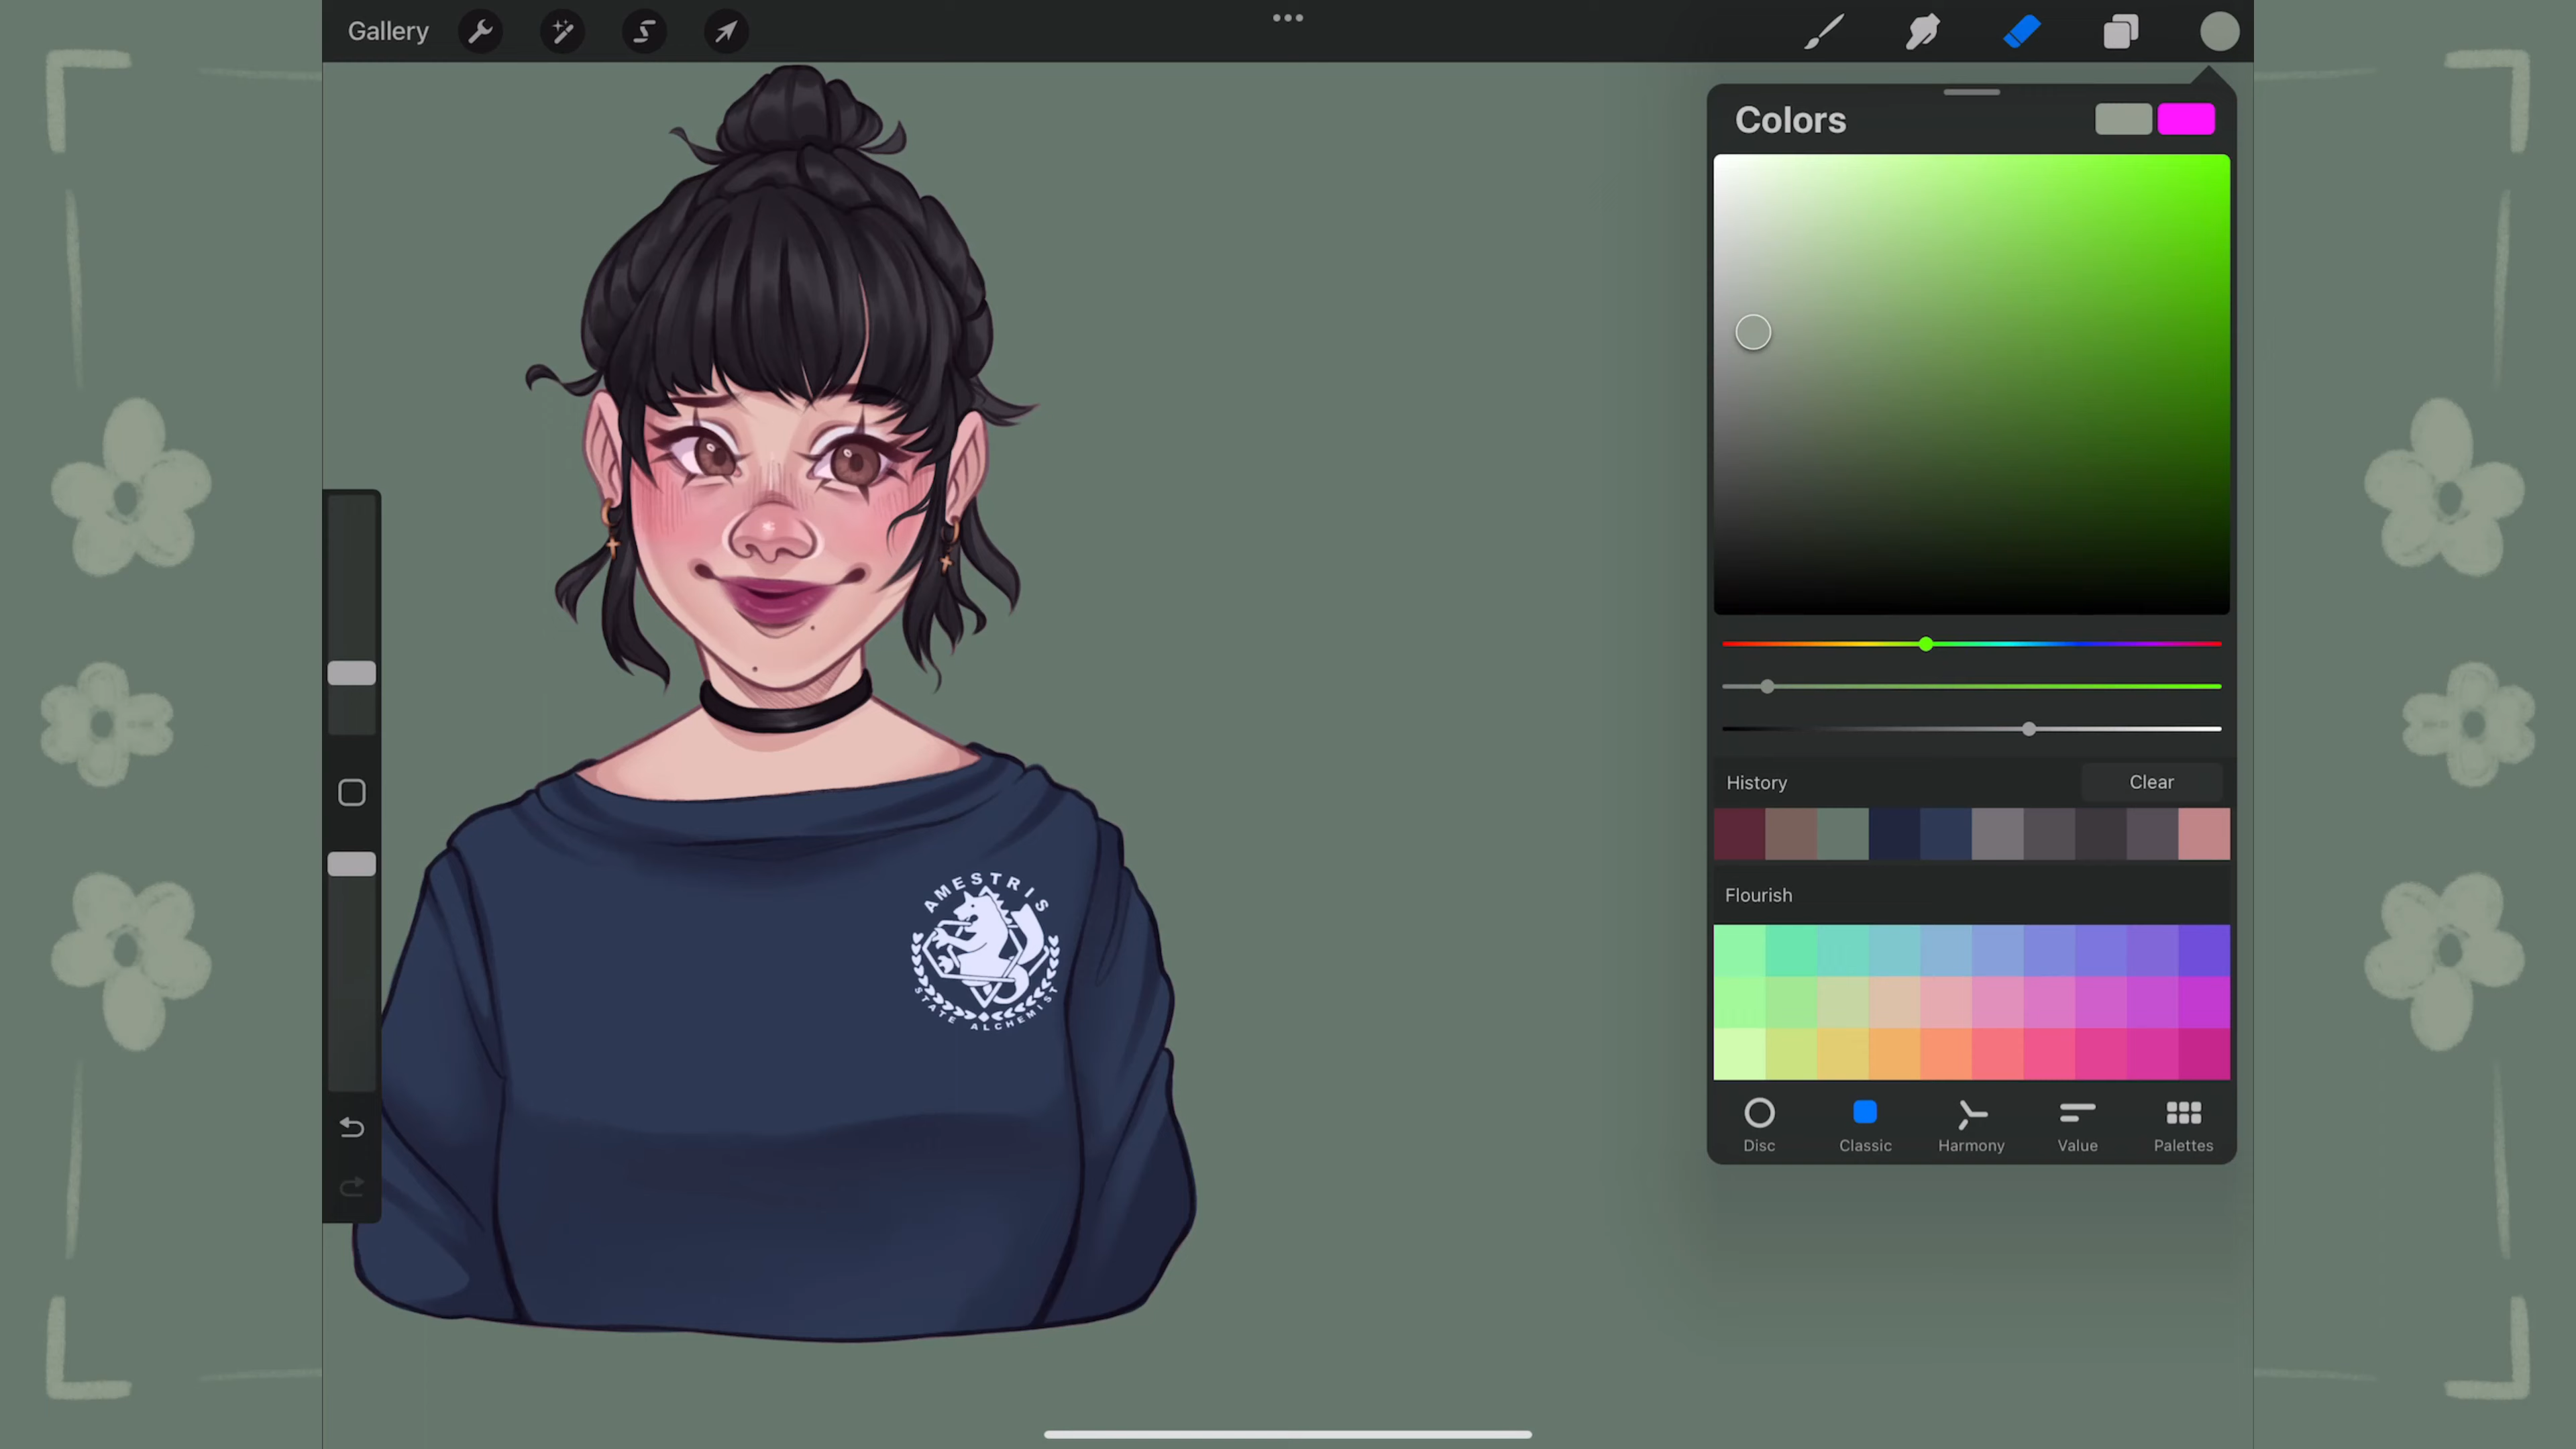 Gallery
Colors
History
Clear
Flourish
Disc
Classic
Harmony
Value
Palettes
AMESTRIS
STATE ALCHEMIST